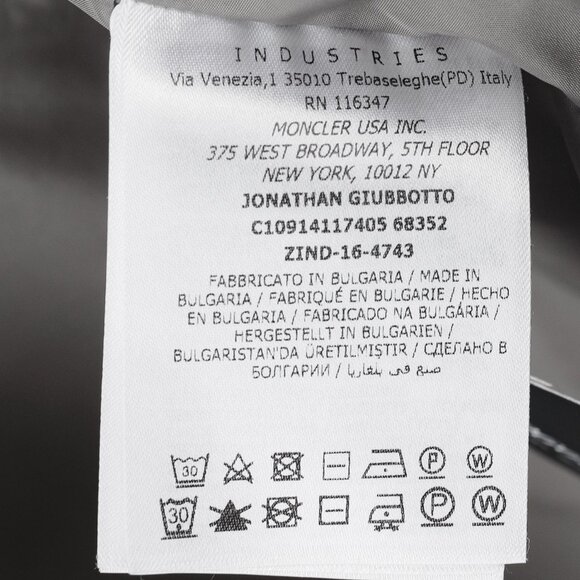 INDUSTRIES
Via Venezia,1 35010 Trebaseleghe(PD) Italy
RN 116347
MONCLER USA INC.
375 WEST BROADWAY, 5TH FLOOR
NEW YORK, 10012 NY
JONATHAN GIUBBOTTO
C10914117405 68352
ZIND-16-4743
FABBRICATO IN BULGARIA / MADE IN
BULGARIA / FABRIQUÉ EN BULGARIE / HECHO
EN BULGARIA / FABRICADO NA BULGÁRIA /
HERGESTELLT IN BULGARIEN /
BULGARISTAN'DA ÜRETILMIŞTIR / СДЕЛАНО В
БОЛГАРИИ / صنع في بلغاريا
30 P W
30 P W